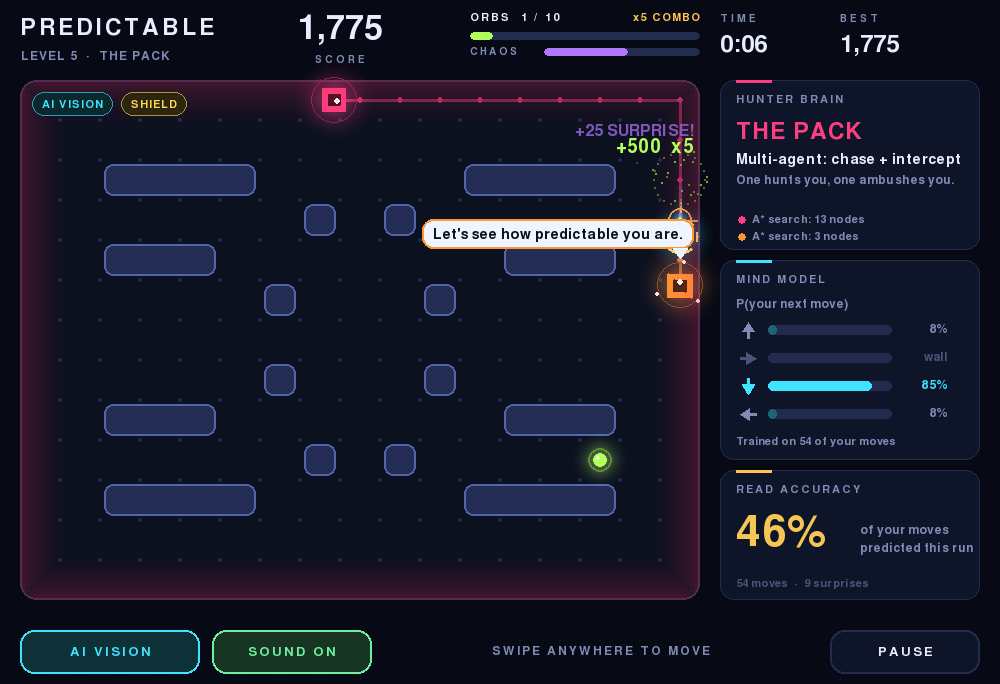 PREDICTABLE
LEVEL 5 · THE PACK
1,775
SCORE
ORBS 1 / 10
x5 COMBO
CHAOS
TIME
0:06
BEST
1,775
AI VISION
SHIELD
+25 SURPRISE!
+500 x5
Let's see how predictable you are.
HUNTER BRAIN
THE PACK
Multi-agent: chase + intercept
One hunts you, one ambushes you.
A* search: 13 nodes
A* search: 3 nodes
MIND MODEL
P(your next move)
8%
wall
85%
8%
Trained on 54 of your moves
READ ACCURACY
46%
of your moves
predicted this run
54 moves · 9 surprises
AI VISION
SOUND ON
SWIPE ANYWHERE TO MOVE
PAUSE